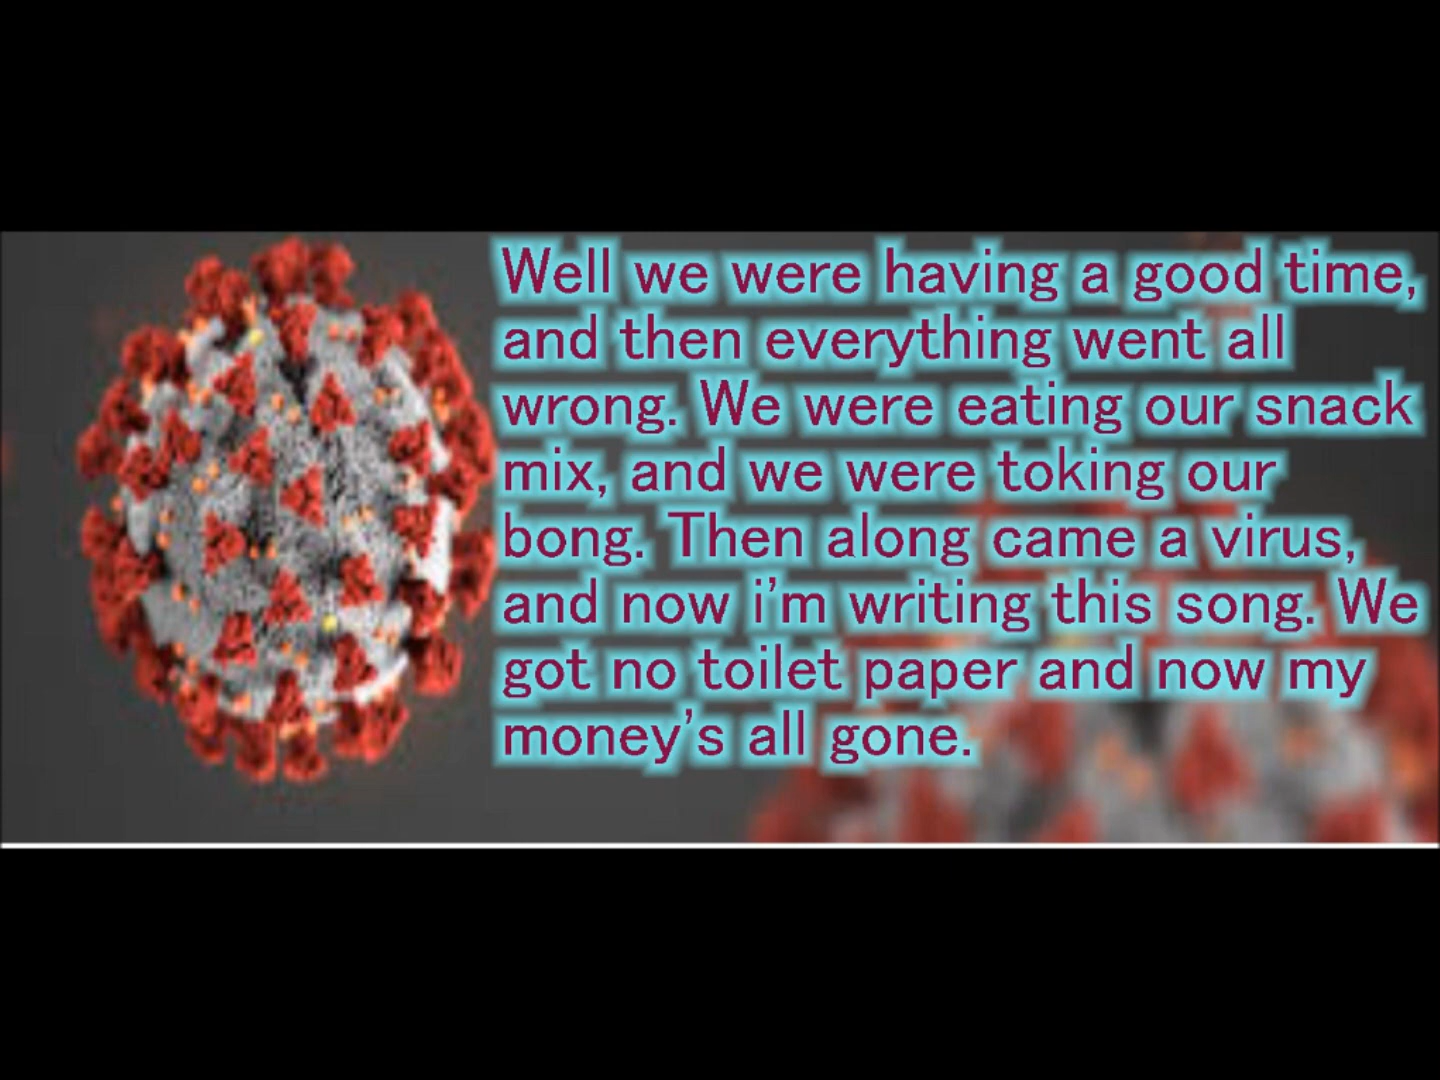 Well we were having a good time,
and then everything went all
wrong. We were eating our snack
mix, and we were toking our
bong. Then along came a virus,
and now i'm writing this song. We
got no toilet paper and now my
money's all gone.